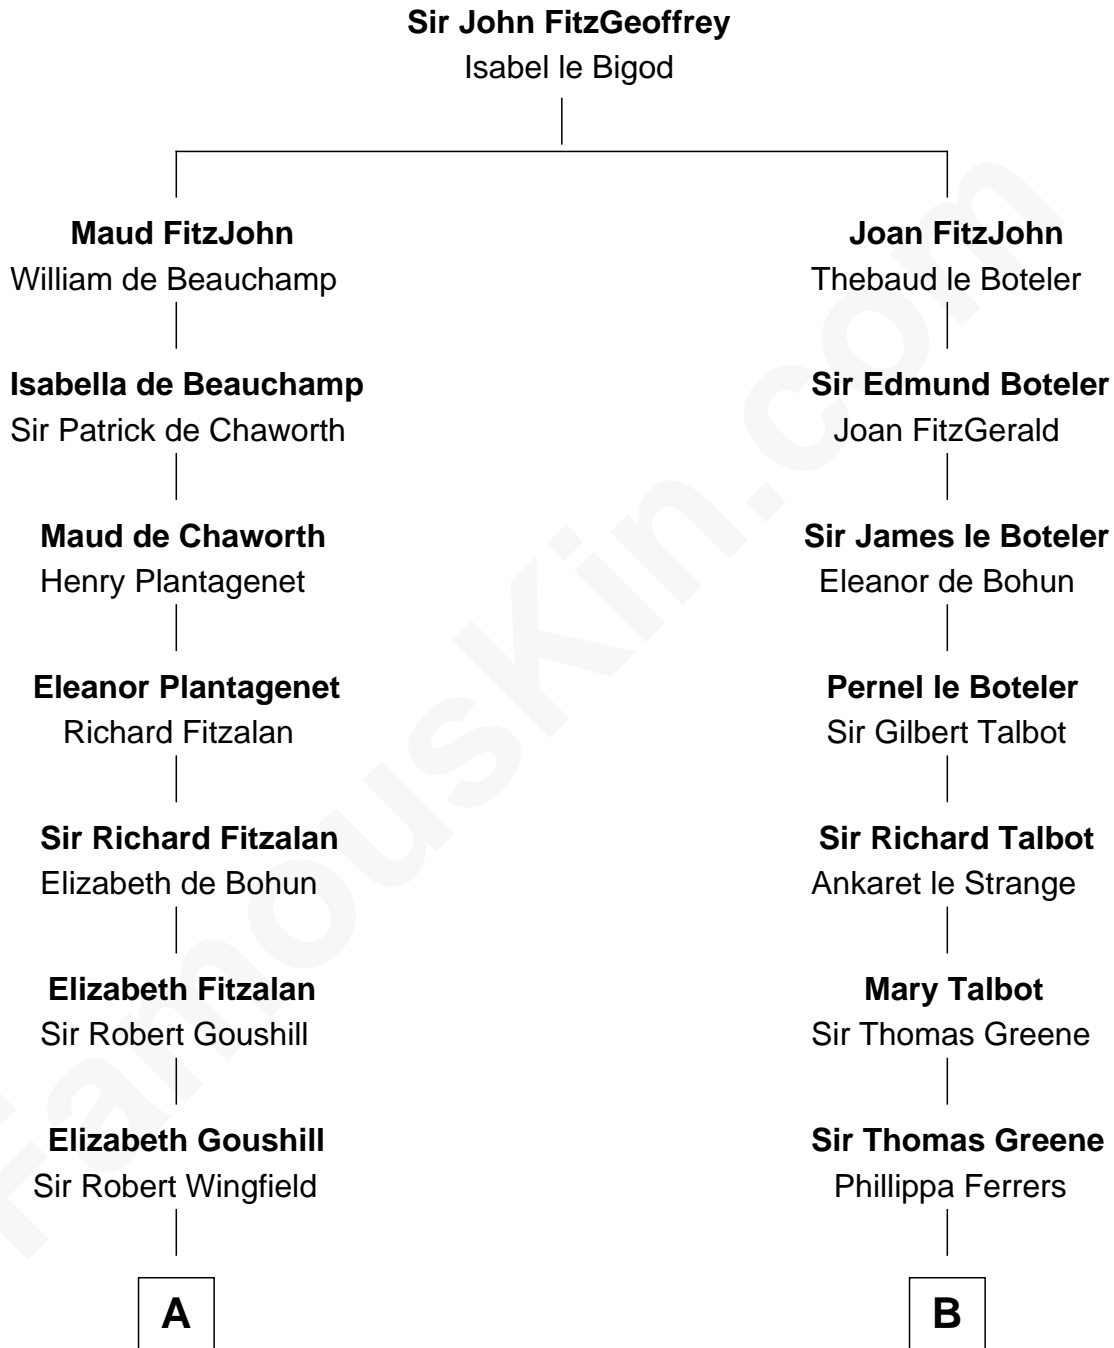 Sir John FitzGeoffrey
Isabel le Bigod
Maud FitzJohn
William de Beauchamp
Isabella de Beauchamp
Sir Patrick de Chaworth
Maud de Chaworth
Henry Plantagenet
Eleanor Plantagenet
Richard Fitzalan
Sir Richard Fitzalan
Elizabeth de Bohun
Elizabeth Fitzalan
Sir Robert Goushill
Elizabeth Goushill
Sir Robert Wingfield
A
Joan FitzJohn
Thebaud le Boteler
Sir Edmund Boteler
Joan FitzGerald
Sir James le Boteler
Eleanor de Bohun
Pernel le Boteler
Sir Gilbert Talbot
Sir Richard Talbot
Ankaret le Strange
Mary Talbot
Sir Thomas Greene
Sir Thomas Greene
Phillippa Ferrers
B
FamousKin.com